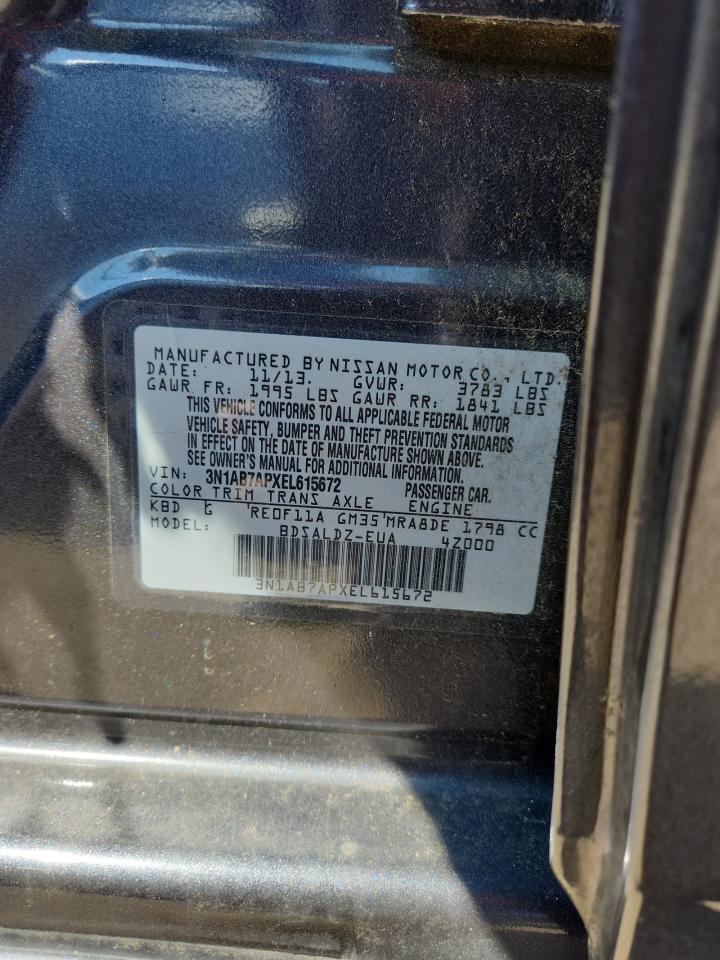 MANUFACTURED BY NISSAN MOTOR CO., LTD.
DATE: 11/13. GVWR: 3783 LBS
GAWR FR: 1995 LBS GAWR RR: 1841 LBS
THIS VEHICLE CONFORMS TO ALL APPLICABLE FEDERAL MOTOR
VEHICLE SAFETY, BUMPER AND THEFT PREVENTION STANDARDS
IN EFFECT ON THE DATE OF MANUFACTURE SHOWN ABOVE.
SEE OWNER'S MANUAL FOR ADDITIONAL INFORMATION.
VIN: 3N1AB7APXEL615672 PASSENGER CAR.
COLOR TRIM TRANS AXLE ENGINE
KBD G RE0F11A GM35 MRA8DE 1798 CC
MODEL: BDSALDZ-EUA 4Z000
3N1AB7APXEL615672